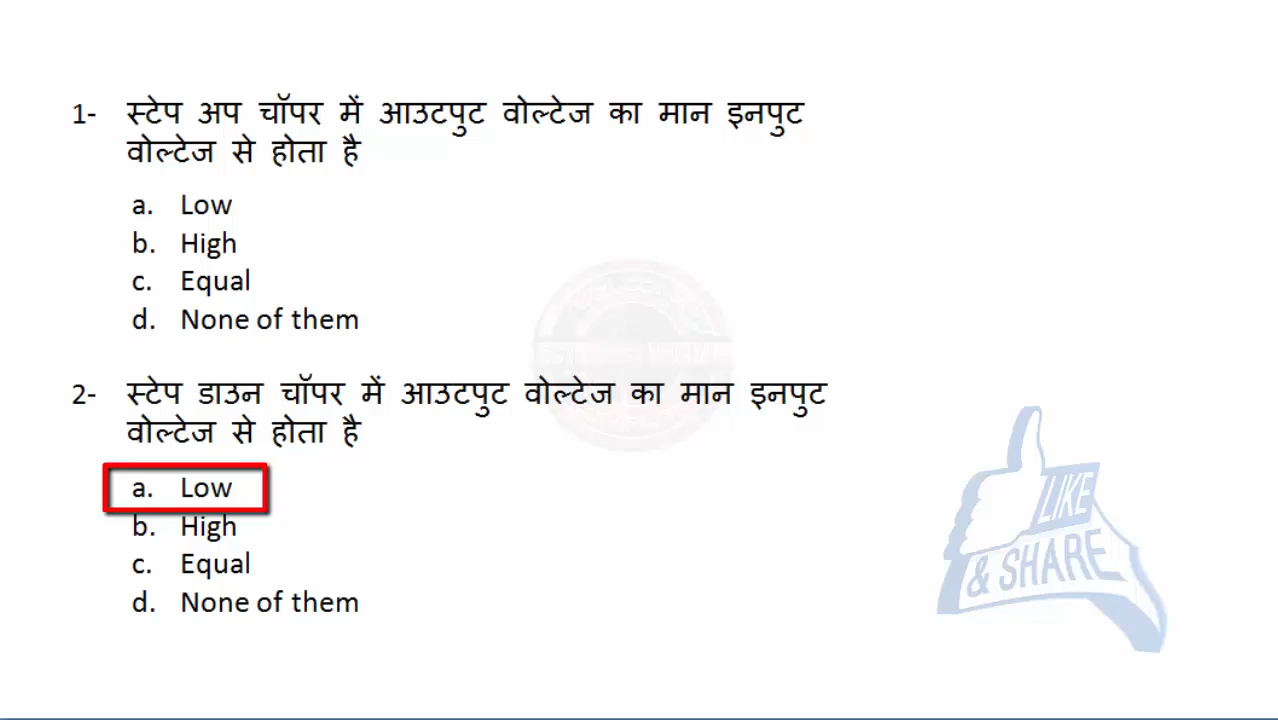 1- स्टेप अप चॉपर में आउटपुट वोल्टेज का मान इनपुट
वोल्टेज से होता है
a. Low
b. High
c. Equal
d. None of them
2- स्टेप डाउन चॉपर में आउटपुट वोल्टेज का मान इनपुट
वोल्टेज से होता है
a. Low
b. High
c. Equal
d. None of them
LIKE
& SHARE